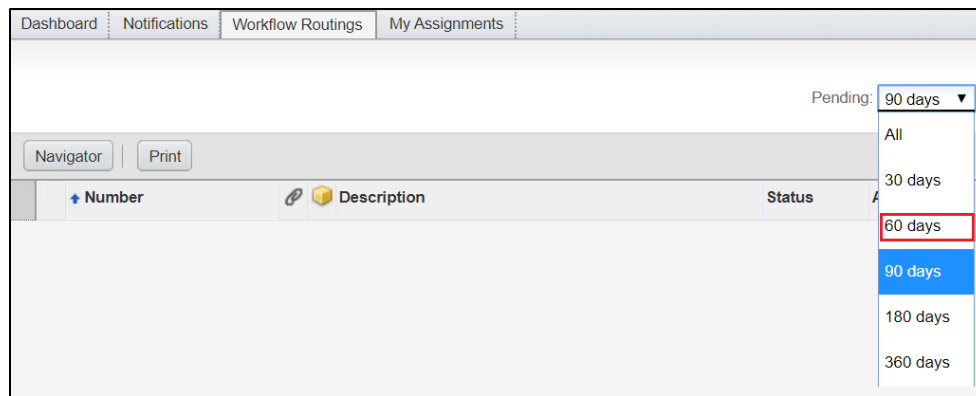 Dashboard Notifications Workflow Routings My Assignments
Pending: 90 days
All
Navigator Print
30 days
Number Description Status A
60 days
90 days
180 days
360 days